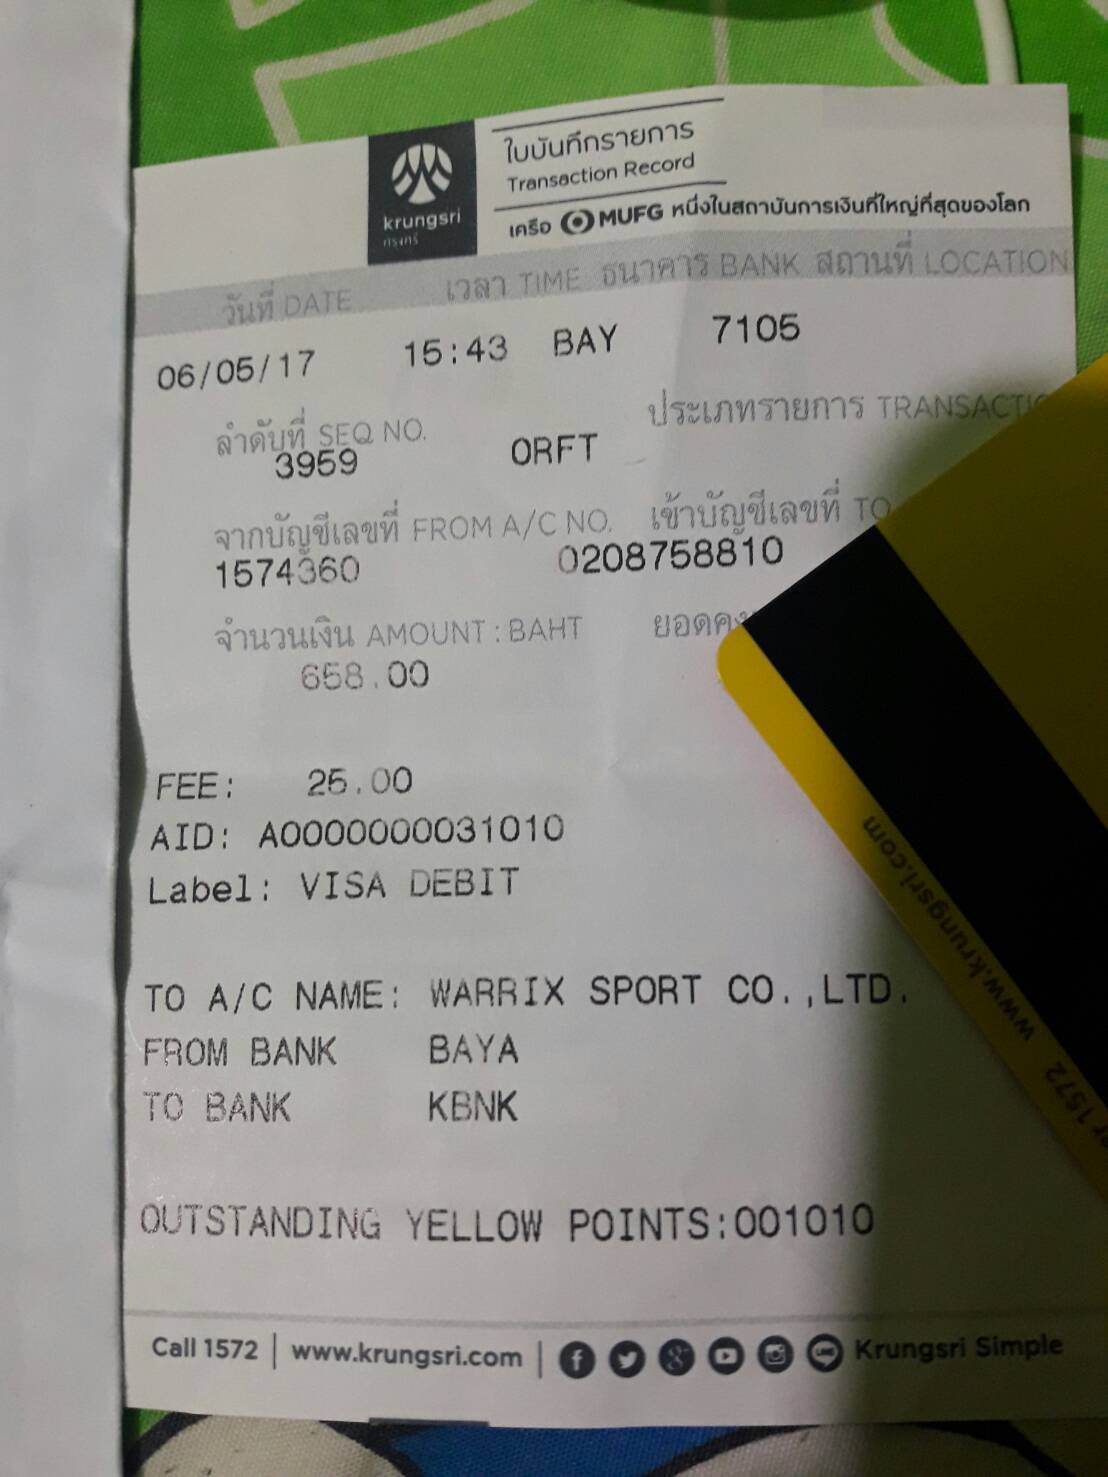 krungsri
กรุงศรี
ใบบันทึกรายการ
Transaction Record
เครือ MUFG หนึ่งในสถาบันการเงินที่ใหญ่ที่สุดของโลก
วันที่ DATE เวลา TIME ธนาคาร BANK สถานที่ LOCATION
06/05/17 15:43 BAY 7105
ลำดับที่ SEQ NO. ประเภทรายการ
3959 ORFT
จากบัญชีเลขที่ FROM A/C NO. เข้าบัญชีเลขที่ TO
1574360 0208758810
จำนวนเงิน AMOUNT : BAHT
658.00
FEE: 25.00
AID: A0000000031010
Label: VISA DEBIT
TO A/C NAME: WARRIX SPORT CO.,LTD.
FROM BANK BAYA
TO BANK KBNK
OUTSTANDING YELLOW POINTS:001010
Call 1572 | www.krungsri.com | Krungsri Simple
www.krungsri.com
1572